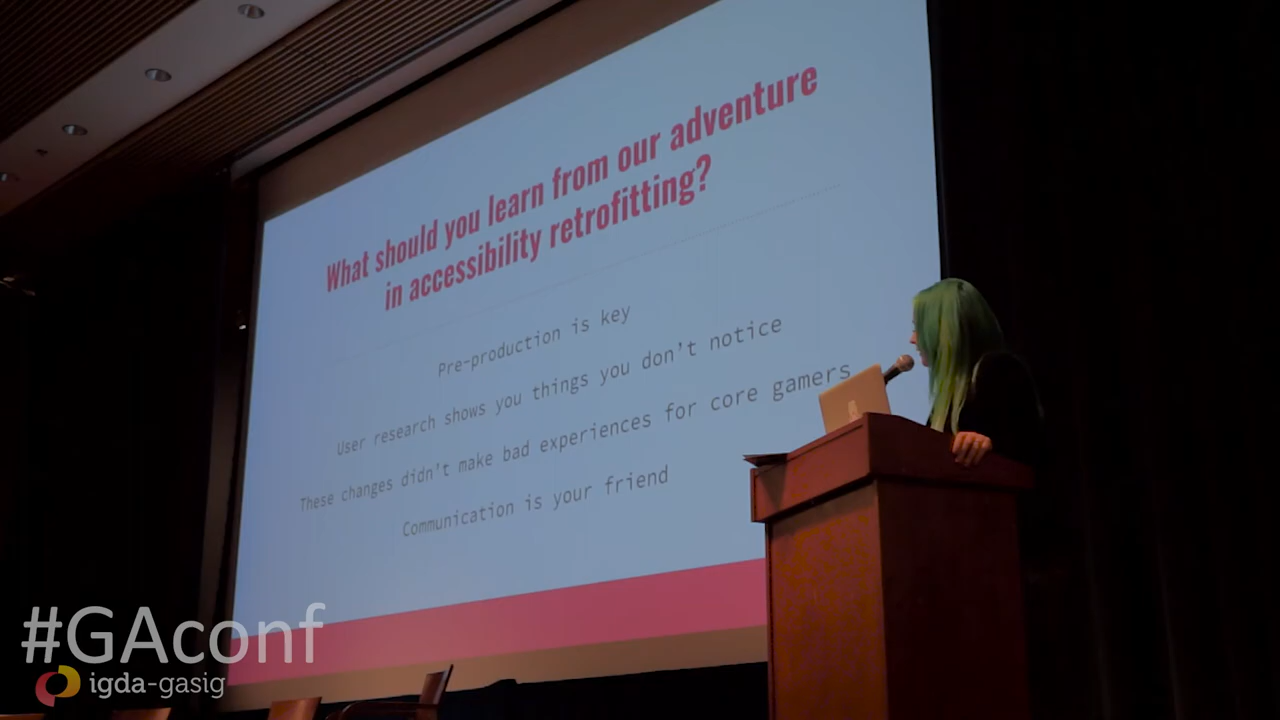 What should you learn from our adventure
in accessibility retrofitting?
Pre-production is key
User research shows you things you don't notice
These changes didn't make bad experiences for core gamers
Communication is your friend
#GAconf
igda-gasig